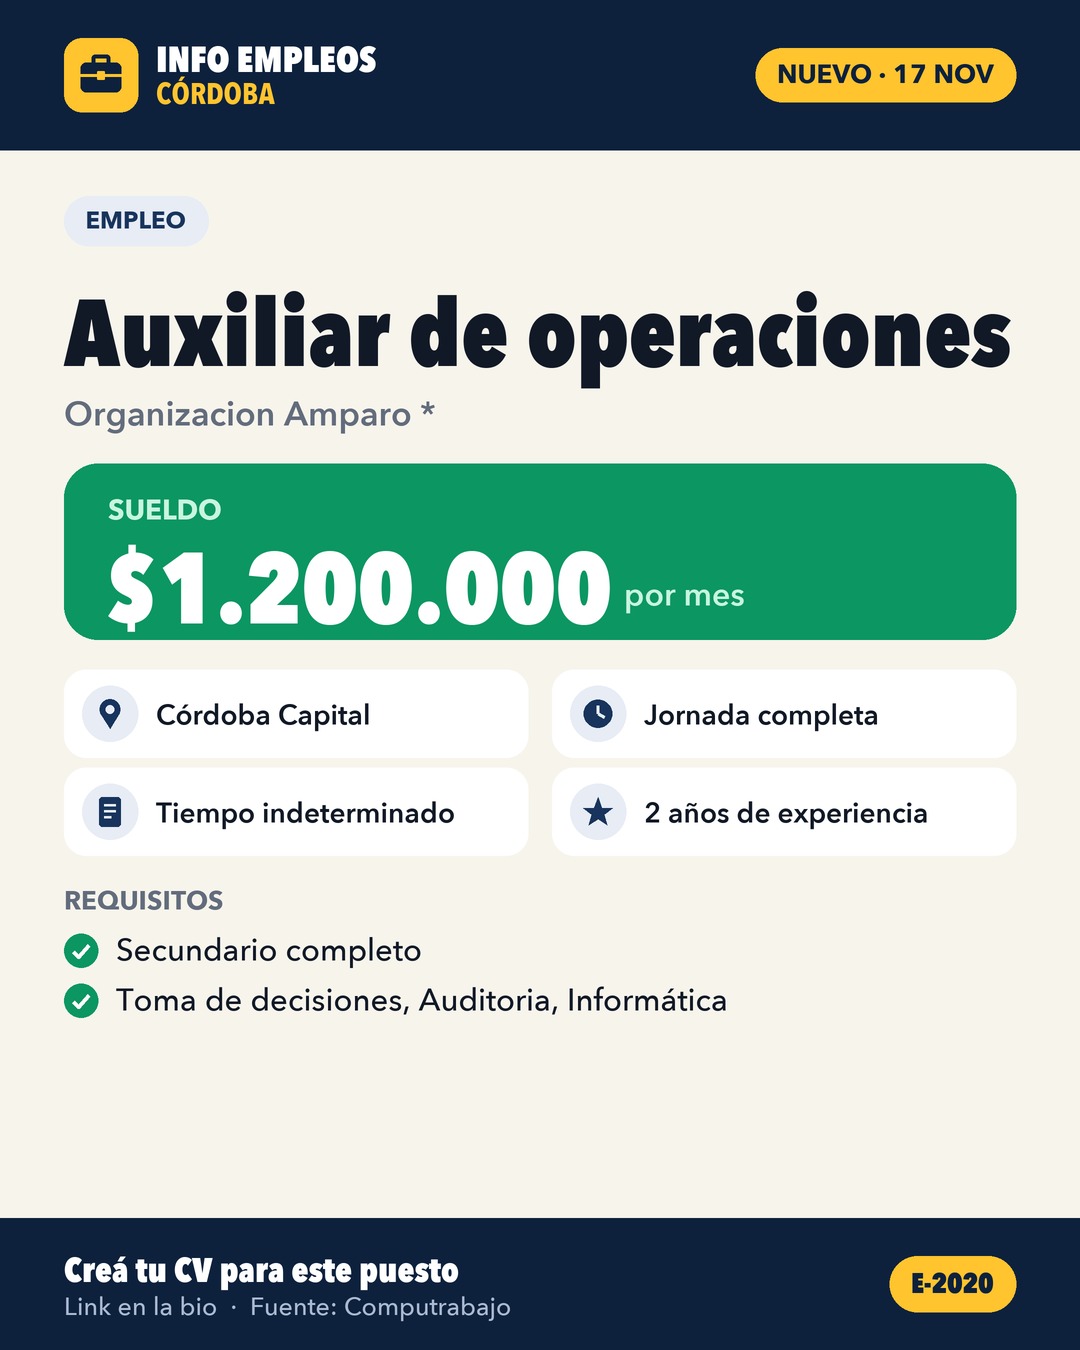 INFO EMPLEOS
CÓRDOBA
NUEVO · 17 NOV
EMPLEO
Auxiliar de operaciones
Organizacion Amparo *
SUELDO
$1.200.000 por mes
Córdoba Capital
Jornada completa
Tiempo indeterminado
2 años de experiencia
REQUISITOS
Secundario completo
Toma de decisiones, Auditoria, Informática
Creá tu CV para este puesto
Link en la bio · Fuente: Computrabajo
E-2020